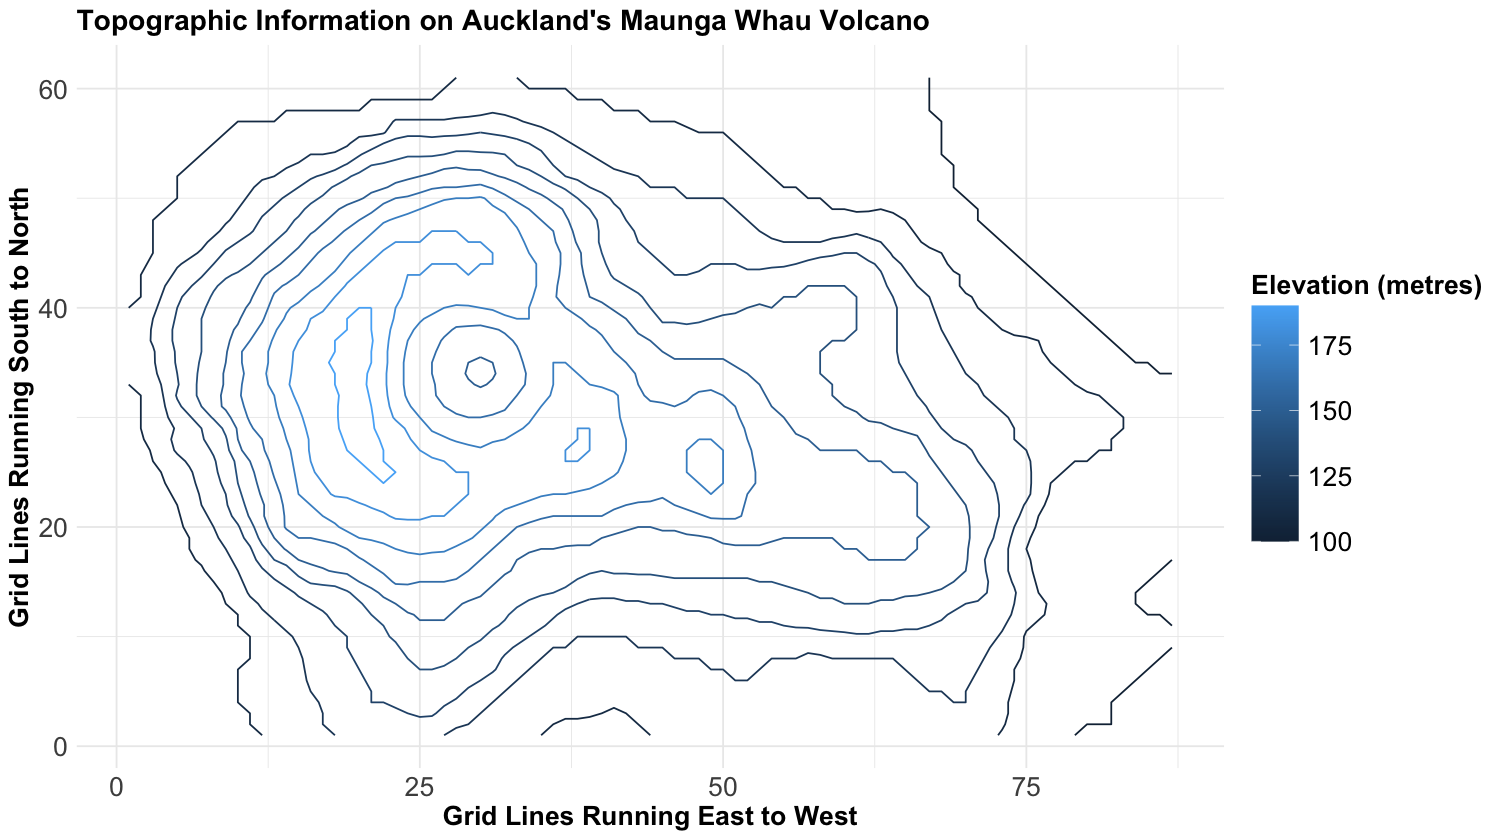 Topographic Information on Auckland's Maunga Whau Volcano
Grid Lines Running South to North
60
40
20
0
0 25 50 75
Grid Lines Running East to West
Elevation (metres)
175
150
125
100